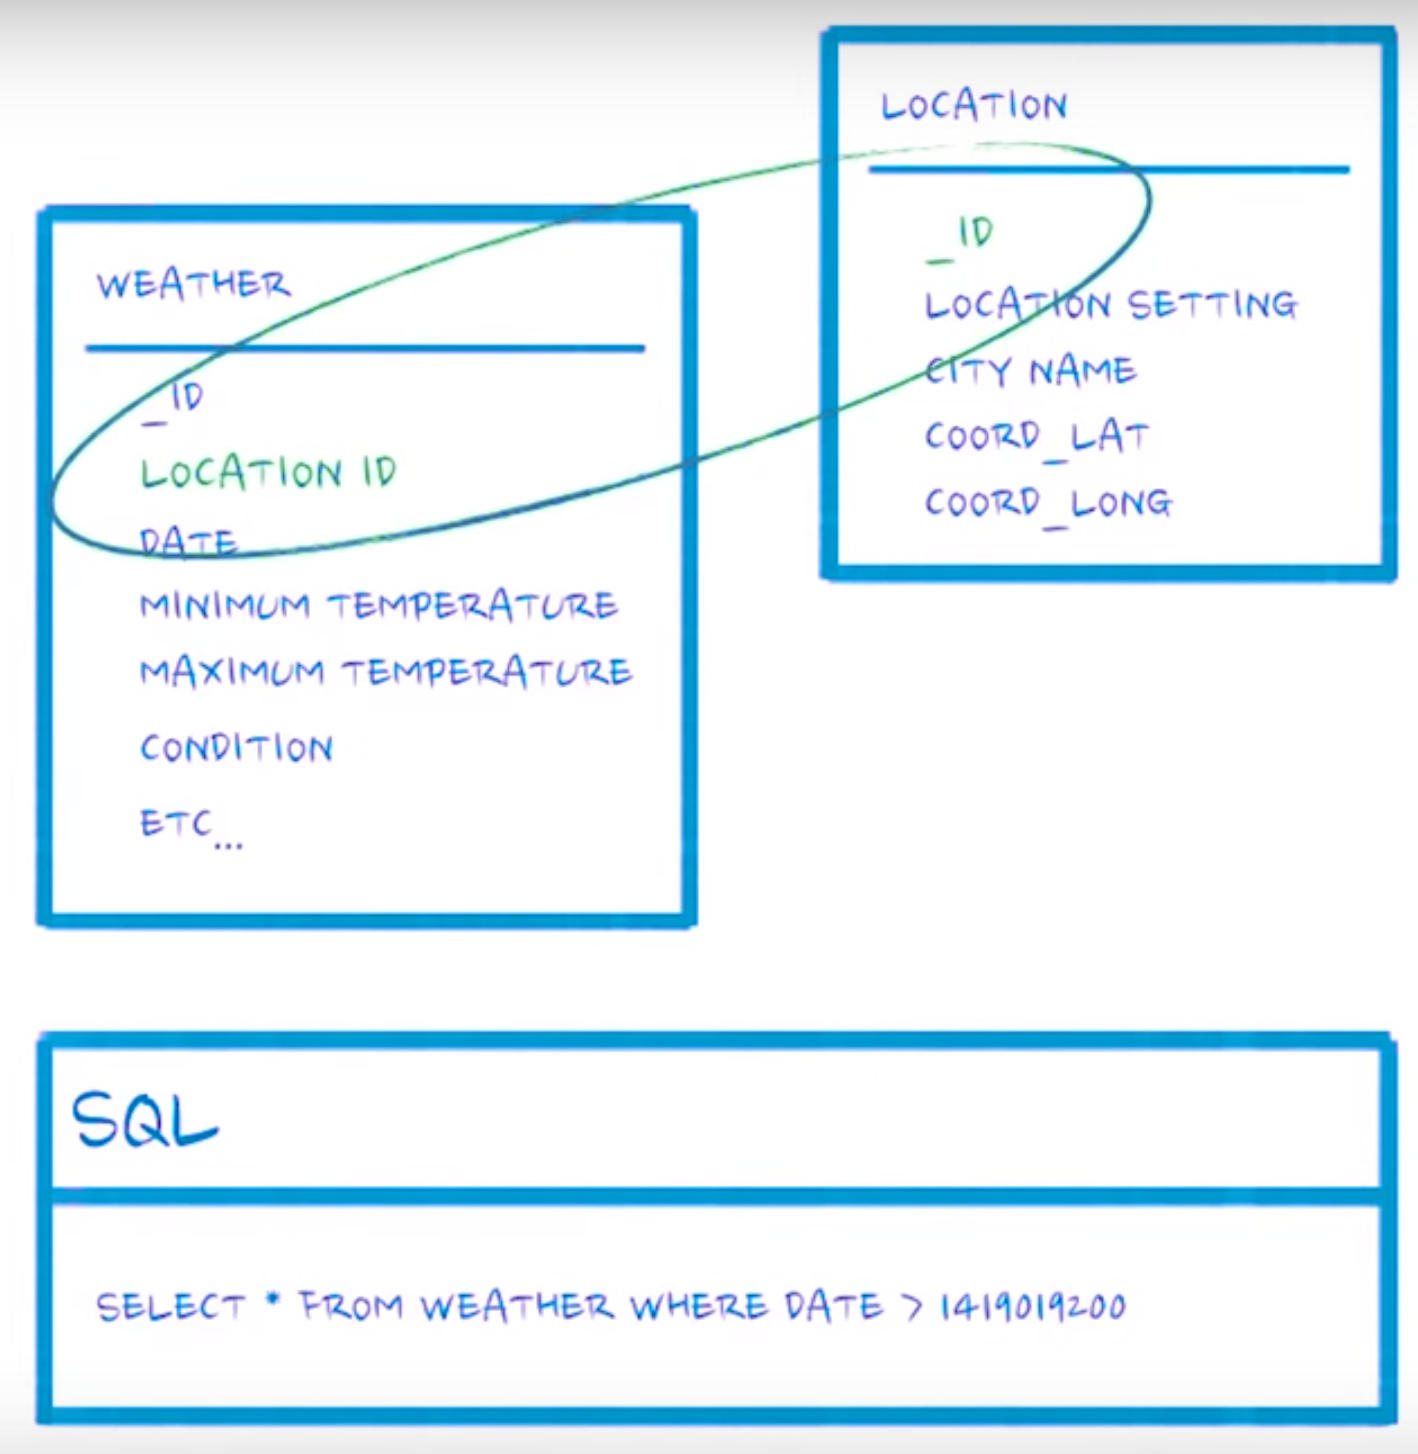 LOCATION
_ID
LOCATION SETTING
CITY NAME
COORD_LAT
COORD_LONG
WEATHER
_ID
LOCATION ID
DATE
MINIMUM TEMPERATURE
MAXIMUM TEMPERATURE
CONDITION
ETC...
SQL
SELECT * FROM WEATHER WHERE DATE > 1419019200